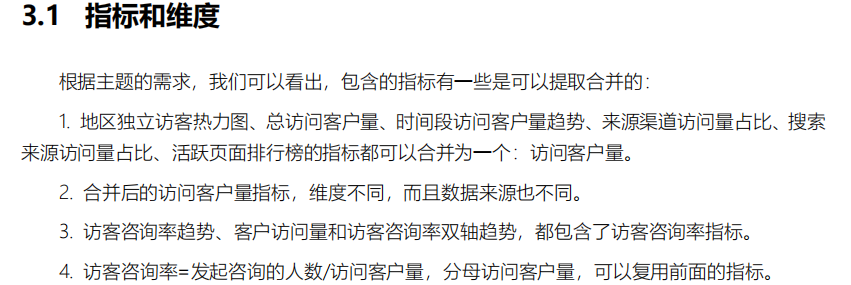 3.1 指标和维度
根据主题的需求，我们可以看出，包含的指标有一些是可以提取合并的：
1. 地区独立访客热力图、总访问客户量、时间段访问客户量趋势、来源渠道访问量占比、搜索
来源访问量占比、活跃页面排行榜的指标都可以合并为一个：访问客户量。
2. 合并后的访问客户量指标，维度不同，而且数据来源也不同。
3. 访客咨询率趋势、客户访问量和访客咨询率双轴趋势，都包含了访客咨询率指标。
4. 访客咨询率=发起咨询的人数/访问客户量，分母访问客户量，可以复用前面的指标。